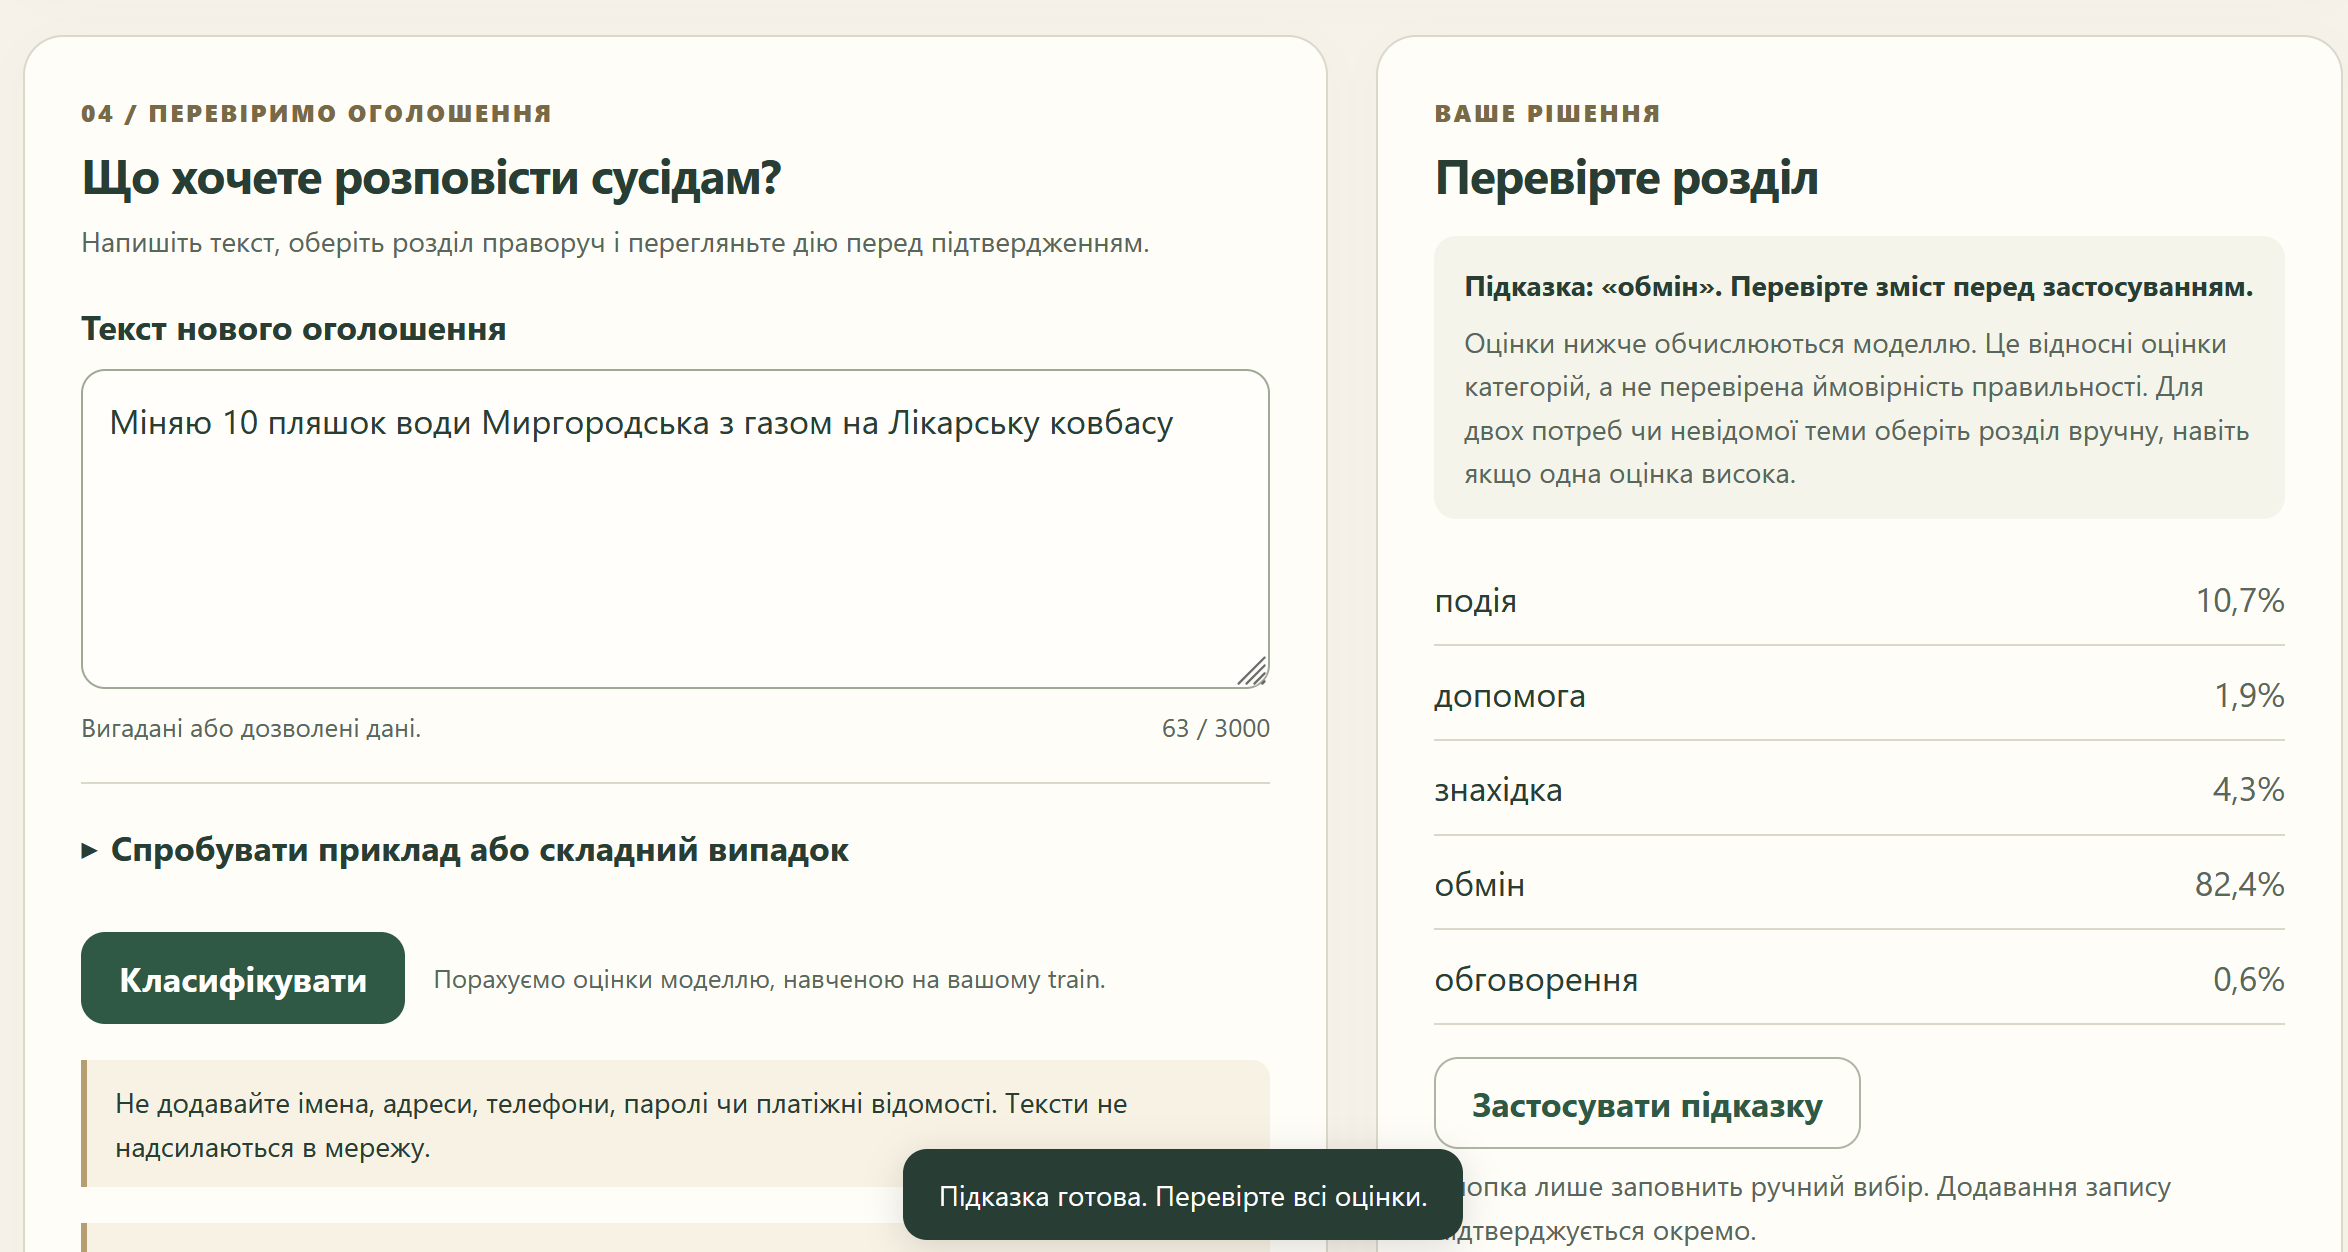 04 / ПЕРЕВІРИМО ОГОЛОШЕННЯ
Що хочете розповісти сусідам?
Напишіть текст, оберіть розділ праворуч і перегляньте дію перед підтвердженням.
Текст нового оголошення
Міняю 10 пляшок води Миргородська з газом на Лікарську ковбасу
Вигадані або дозволені дані.
63 / 3000
▸ Спробувати приклад або складний випадок
Класифікувати
Порахуємо оцінки моделлю, навченою на вашому train.
Не додавайте імена, адреси, телефони, паролі чи платіжні відомості. Тексти не
надсилаються в мережу.
ВАШЕ РІШЕННЯ
Перевірте розділ
Підказка: «обмін». Перевірте зміст перед застосуванням.
Оцінки нижче обчислюються моделлю. Це відносні оцінки
категорій, а не перевірена ймовірність правильності. Для
двох потреб чи невідомої теми оберіть розділ вручну, навіть
якщо одна оцінка висока.
подія 10,7%
допомога 1,9%
знахідка 4,3%
обмін 82,4%
обговорення 0,6%
Застосувати підказку
лише заповнить ручний вибір. Додавання запису
окремо.
Підказка готова. Перевірте всі оцінки.